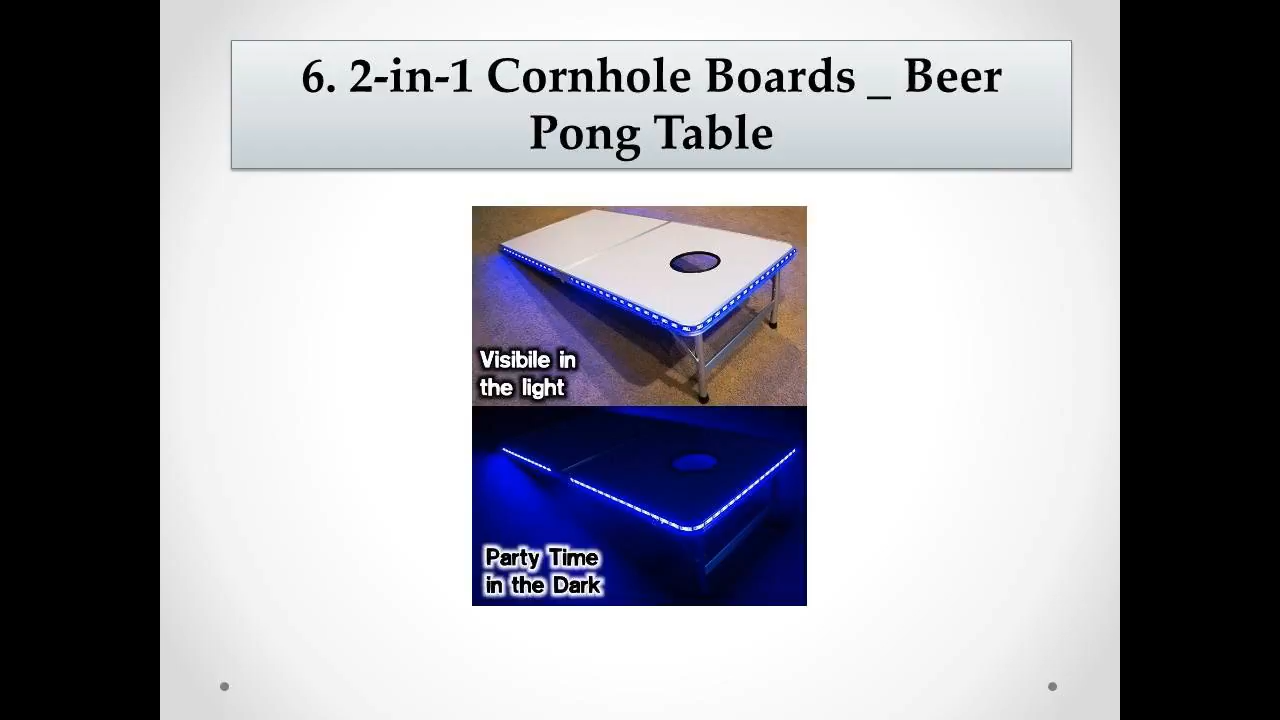 6. 2-in-1 Cornhole Boards _ Beer
Pong Table
Visibile in
the light
Party Time
in the Dark